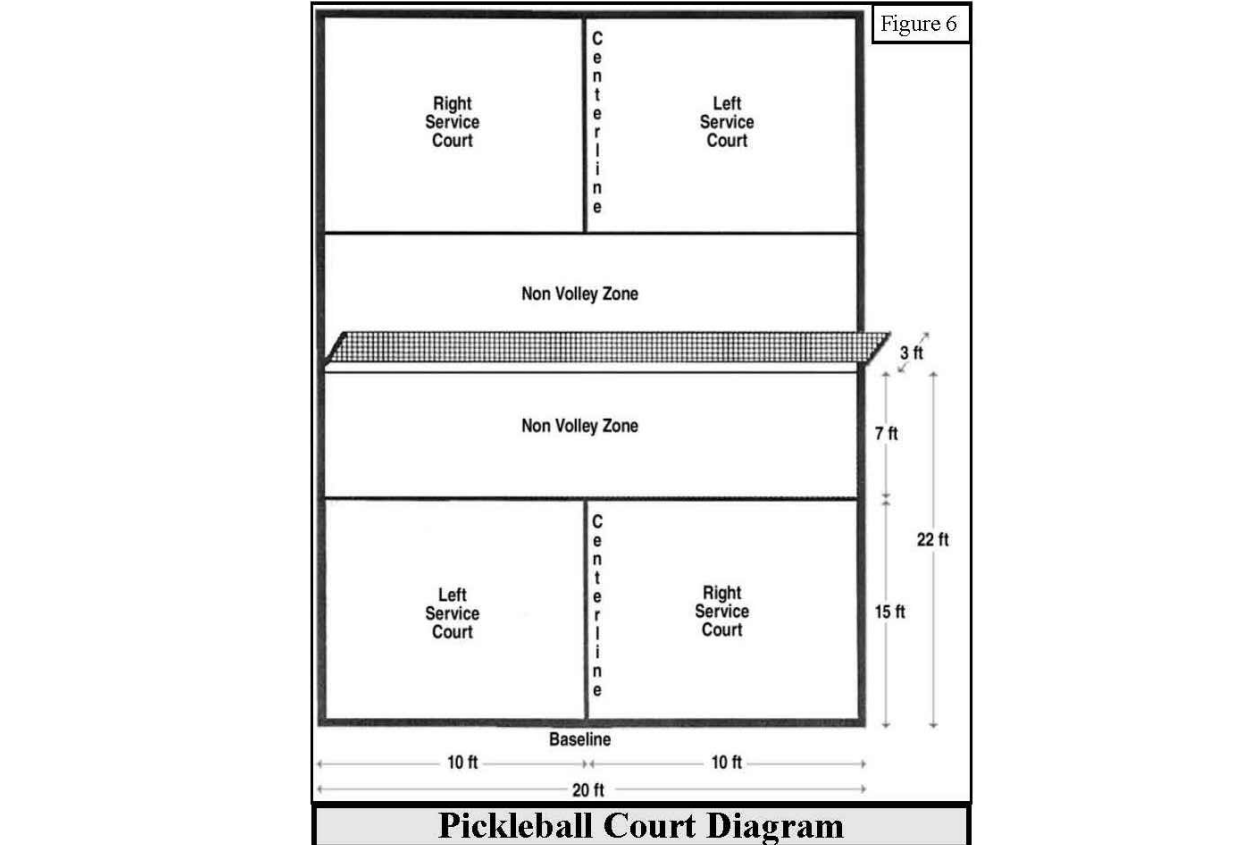 Figure 6
Centerline
Right
Service
Court
Left
Service
Court
Non Volley Zone
3 ft
Non Volley Zone
7 ft
22 ft
Centerline
Left
Service
Court
Right
Service
Court
15 ft
Baseline
10 ft
10 ft
20 ft
Pickleball Court Diagram